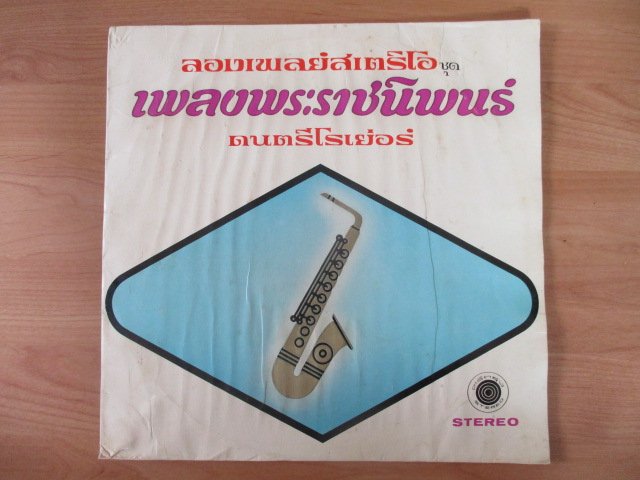 ลองเพลย์สเตริโอ ชุด
เพลงพระราชนิพนธ์
ดนตรีโรเย่อร์
STEREO